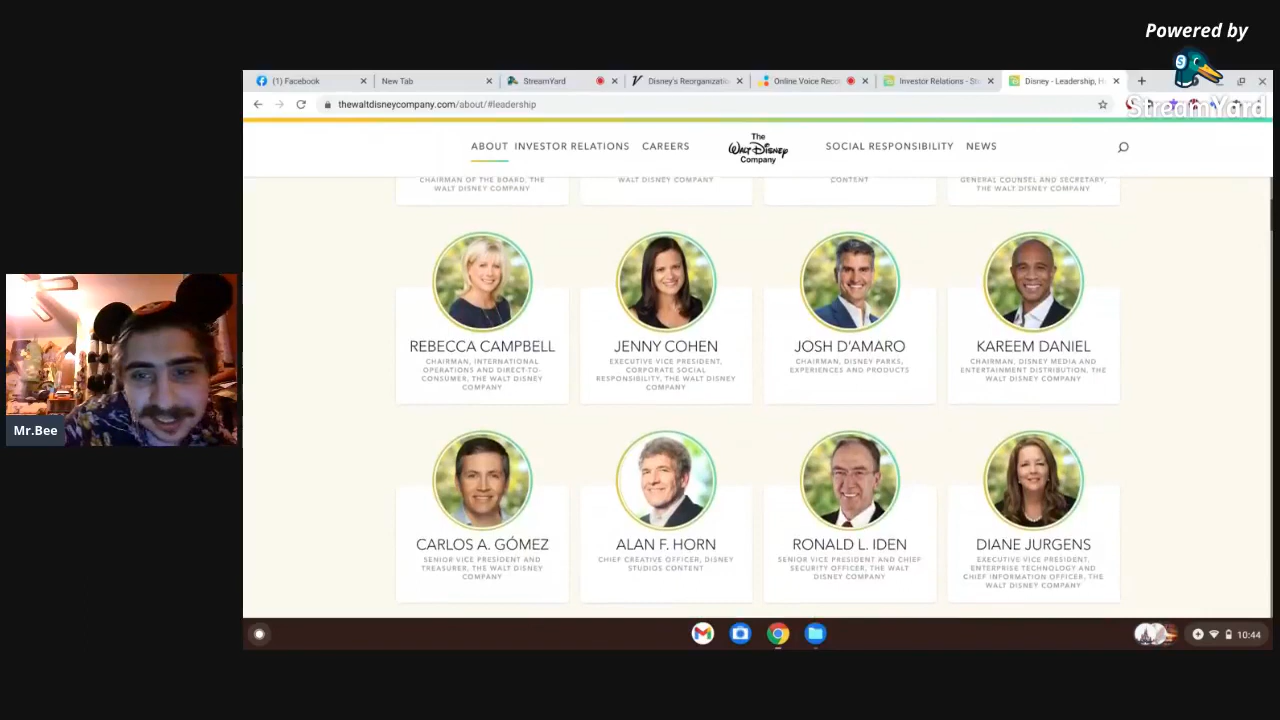 Powered by
StreamYard
(1) Facebook
New Tab
StreamYard
Disney's Reorganizatio
Online Voice Reco
Investor Relations - St
Disney - Leadership, H
thewaltdisneycompany.com/about/#leadership
ABOUT INVESTOR RELATIONS CAREERS
The
Walt Disney
Company
SOCIAL RESPONSIBILITY NEWS
CHAIRMAN OF THE BOARD, THE
WALT DISNEY COMPANY
WALT DISNEY COMPANY
CONTENT
GENERAL COUNSEL AND SECRETARY,
THE WALT DISNEY COMPANY
REBECCA CAMPBELL
CHAIRMAN, INTERNATIONAL
OPERATIONS AND DIRECT-TO-
CONSUMER, THE WALT DISNEY
COMPANY
JENNY COHEN
EXECUTIVE VICE PRESIDENT,
CORPORATE SOCIAL
RESPONSIBILITY, THE WALT DISNEY
COMPANY
JOSH D'AMARO
CHAIRMAN, DISNEY PARKS,
EXPERIENCES AND PRODUCTS
KAREEM DANIEL
CHAIRMAN, DISNEY MEDIA AND
ENTERTAINMENT DISTRIBUTION, THE
WALT DISNEY COMPANY
Mr.Bee
CARLOS A. GÓMEZ
SENIOR VICE PRESIDENT AND
TREASURER, THE WALT DISNEY
COMPANY
ALAN F. HORN
CHIEF CREATIVE OFFICER, DISNEY
STUDIOS CONTENT
RONALD L. IDEN
SENIOR VICE PRESIDENT AND CHIEF
SECURITY OFFICER, THE WALT
DISNEY COMPANY
DIANE JURGENS
EXECUTIVE VICE PRESIDENT,
ENTERPRISE TECHNOLOGY AND
CHIEF INFORMATION OFFICER, THE
WALT DISNEY COMPANY
10:44